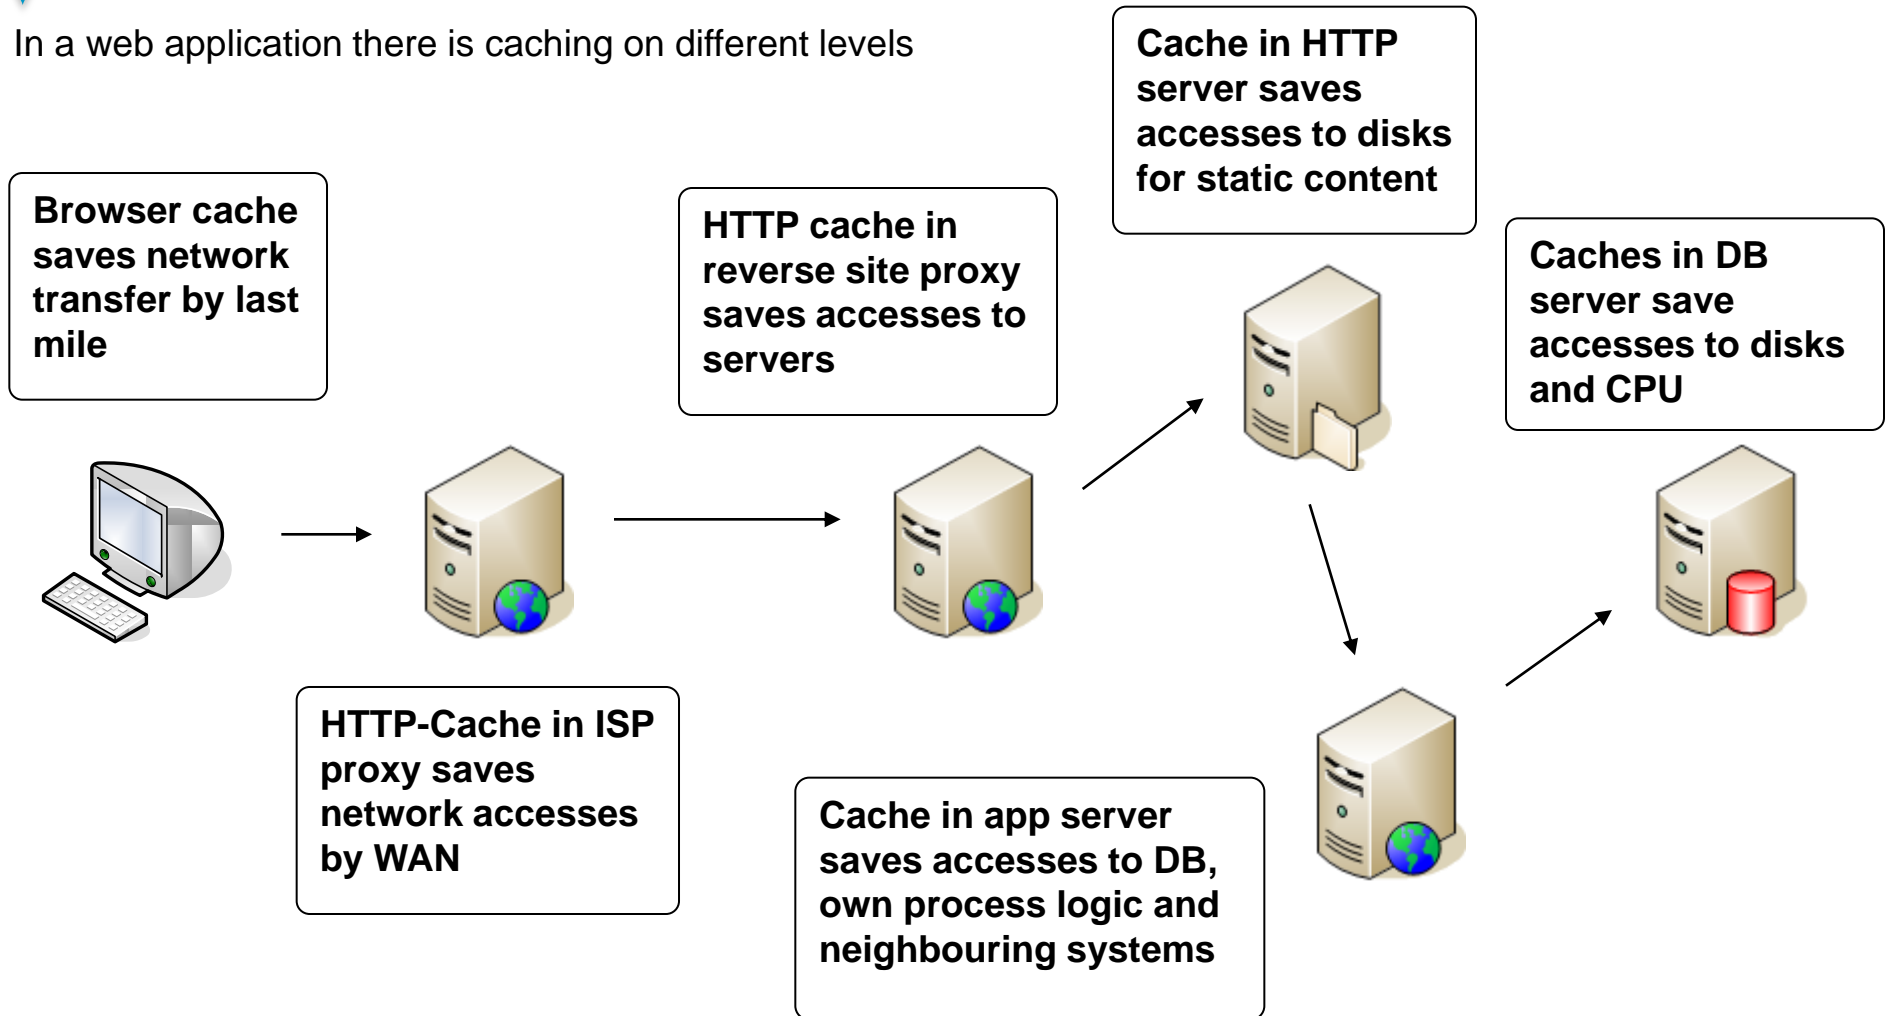 In a web application there is caching on different levels
Browser cache
saves network
transfer by last
mile
HTTP-Cache in ISP
proxy saves
network accesses
by WAN
HTTP cache in
reverse site proxy
saves accesses to
servers
Cache in HTTP
server saves
accesses to disks
for static content
Cache in app server
saves accesses to DB,
own process logic and
neighbouring systems
Caches in DB
server save
accesses to disks
and CPU